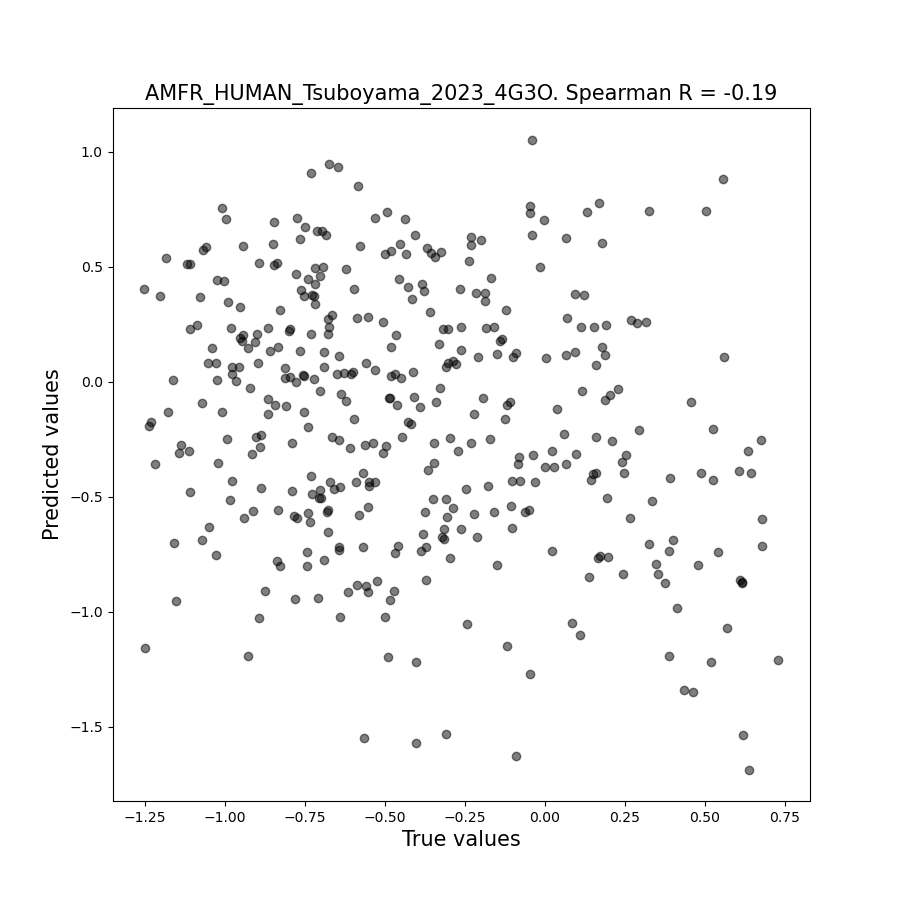 AMFR_HUMAN_Tsuboyama_2023_4G3O. Spearman R = -0.19
1.0
0.5
0.0
−0.5
−1.0
−1.5
Predicted values
−1.25 −1.00 −0.75 −0.50 −0.25 0.00 0.25 0.50 0.75
True values